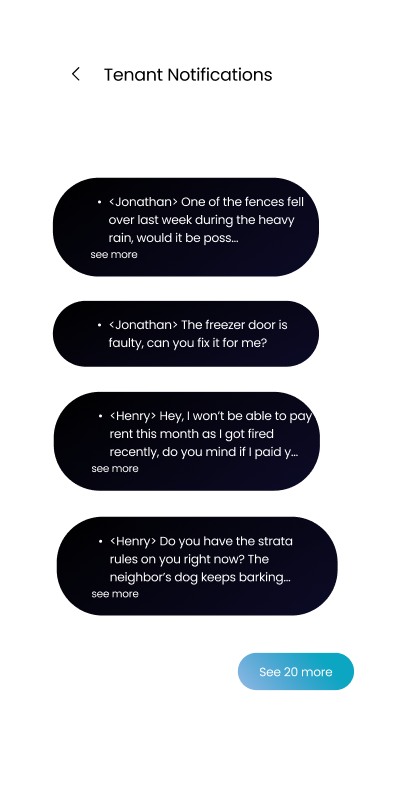 Tenant Notifications
• <Jonathan> One of the fences fell
over last week during the heavy
rain, would it be poss...
see more
• <Jonathan> The freezer door is
faulty, can you fix it for me?
• <Henry> Hey, I won’t be able to pay
rent this month as I got fired
recently, do you mind if I paid y...
see more
• <Henry> Do you have the strata
rules on you right now? The
neighbor’s dog keeps barking...
see more
See 20 more